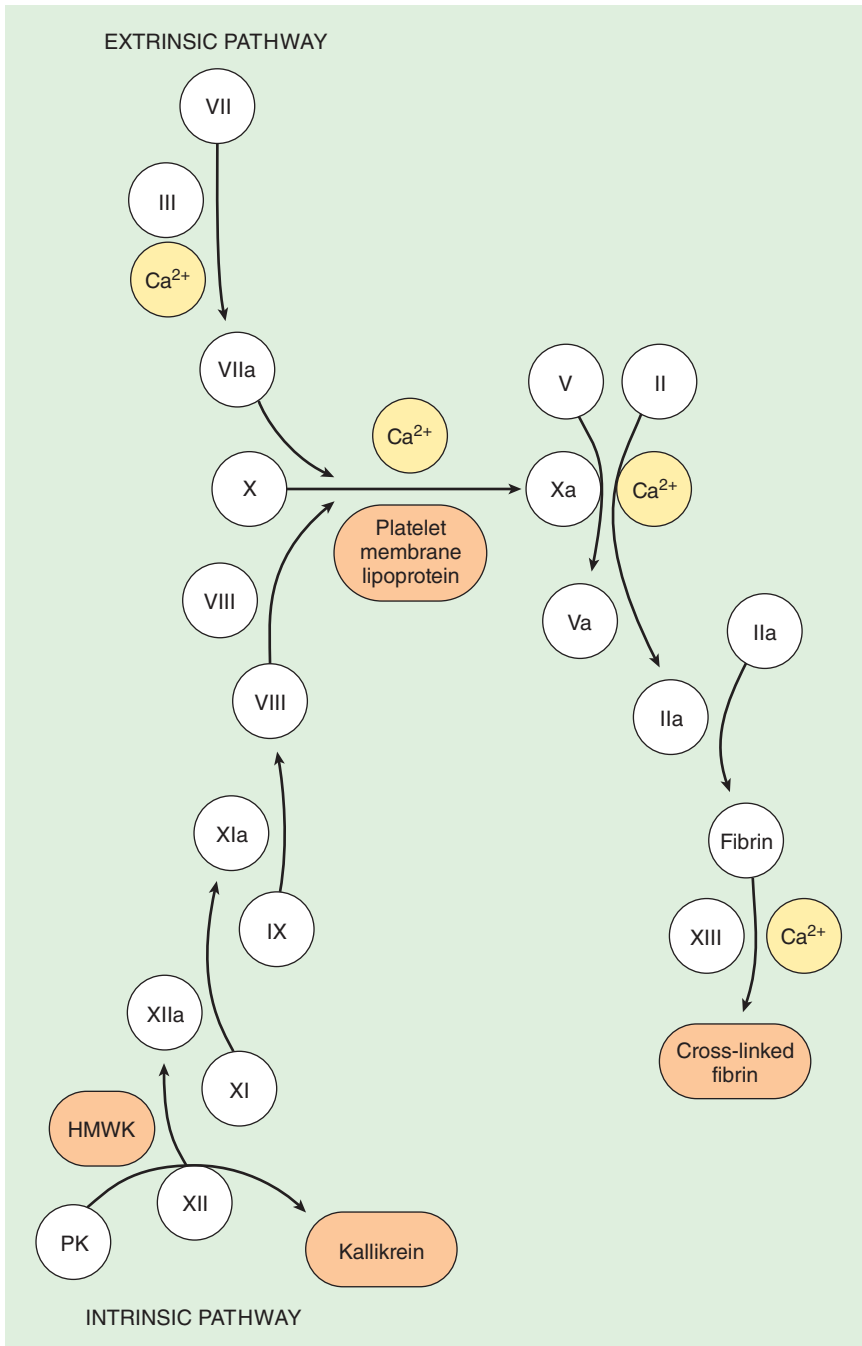 EXTRINSIC PATHWAY
VII
III
Ca2+
VIIa
Ca2+
X
Platelet
membrane
lipoprotein
VIII
VIII
XIa
IX
XIIa
XI
HMWK
XII
PK
Kallikrein
INTRINSIC PATHWAY
V
II
Xa
Ca2+
Va
IIa
IIa
Fibrin
XIII
Ca2+
Cross-linked
fibrin